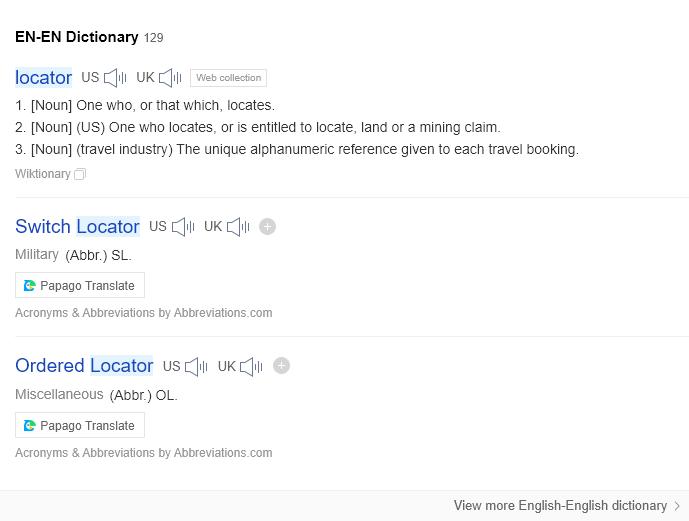 EN-EN Dictionary 129
locator US UK Web collection
1. [Noun] One who, or that which, locates.
2. [Noun] (US) One who locates, or is entitled to locate, land or a mining claim.
3. [Noun] (travel industry) The unique alphanumeric reference given to each travel booking.
Wiktionary
Switch Locator US UK
Military (Abbr.) SL.
Papago Translate
Acronyms & Abbreviations by Abbreviations.com
Ordered Locator US UK
Miscellaneous (Abbr.) OL.
Papago Translate
Acronyms & Abbreviations by Abbreviations.com
View more English-English dictionary